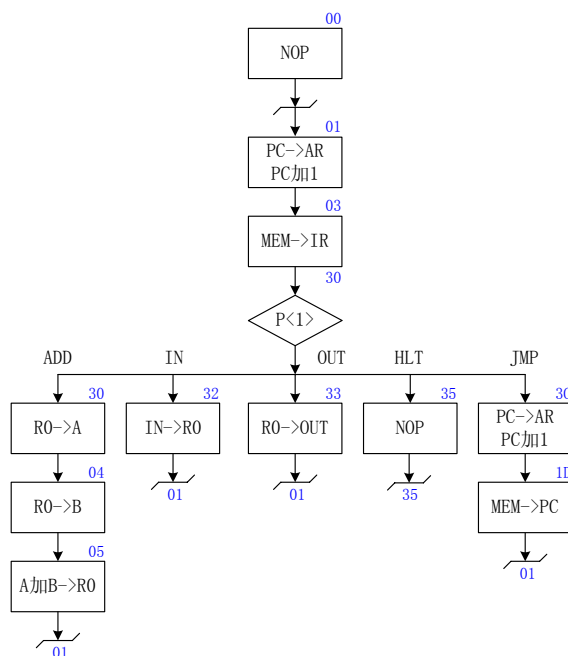 00
NOP
01
PC->AR
PC加1
03
MEM->IR
30
P<1>
ADD IN OUT HLT JMP
30 32 33 35 30
R0->A IN->R0 R0->OUT NOP PC->AR
PC加1
04 01 01 35 1D
R0->B MEM->PC
05 01
A加B->R0
01